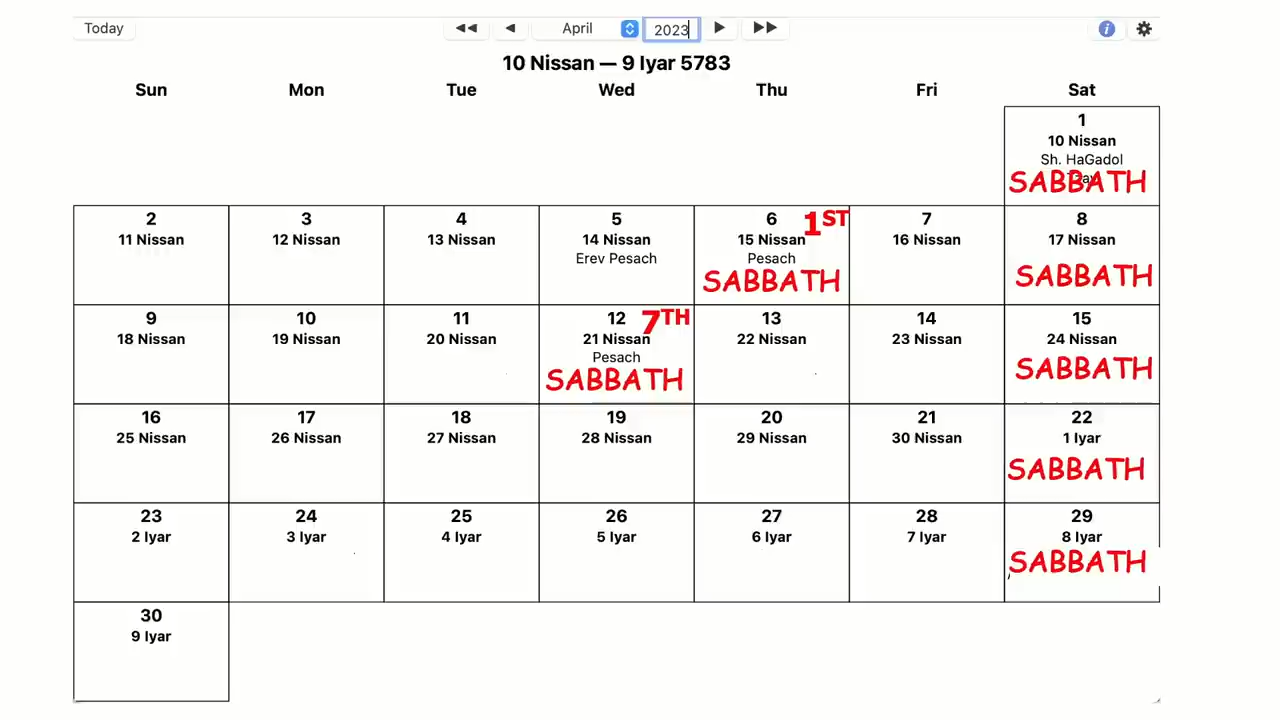 Today April 2023
10 Nissan — 9 Iyar 5783
Sun Mon Tue Wed Thu Fri Sat
1
10 Nissan
Sh. HaGadol
SABBATH
2 3 4 5 6 1ST 7 8
11 Nissan 12 Nissan 13 Nissan 14 Nissan 15 Nissan 16 Nissan 17 Nissan
Erev Pesach Pesach
SABBATH SABBATH
9 10 11 12 7TH 13 14 15
18 Nissan 19 Nissan 20 Nissan 21 Nissan 22 Nissan 23 Nissan 24 Nissan
Pesach
SABBATH SABBATH
16 17 18 19 20 21 22
25 Nissan 26 Nissan 27 Nissan 28 Nissan 29 Nissan 30 Nissan 1 Iyar
SABBATH
23 24 25 26 27 28 29
2 Iyar 3 Iyar 4 Iyar 5 Iyar 6 Iyar 7 Iyar 8 Iyar
SABBATH
30
9 Iyar